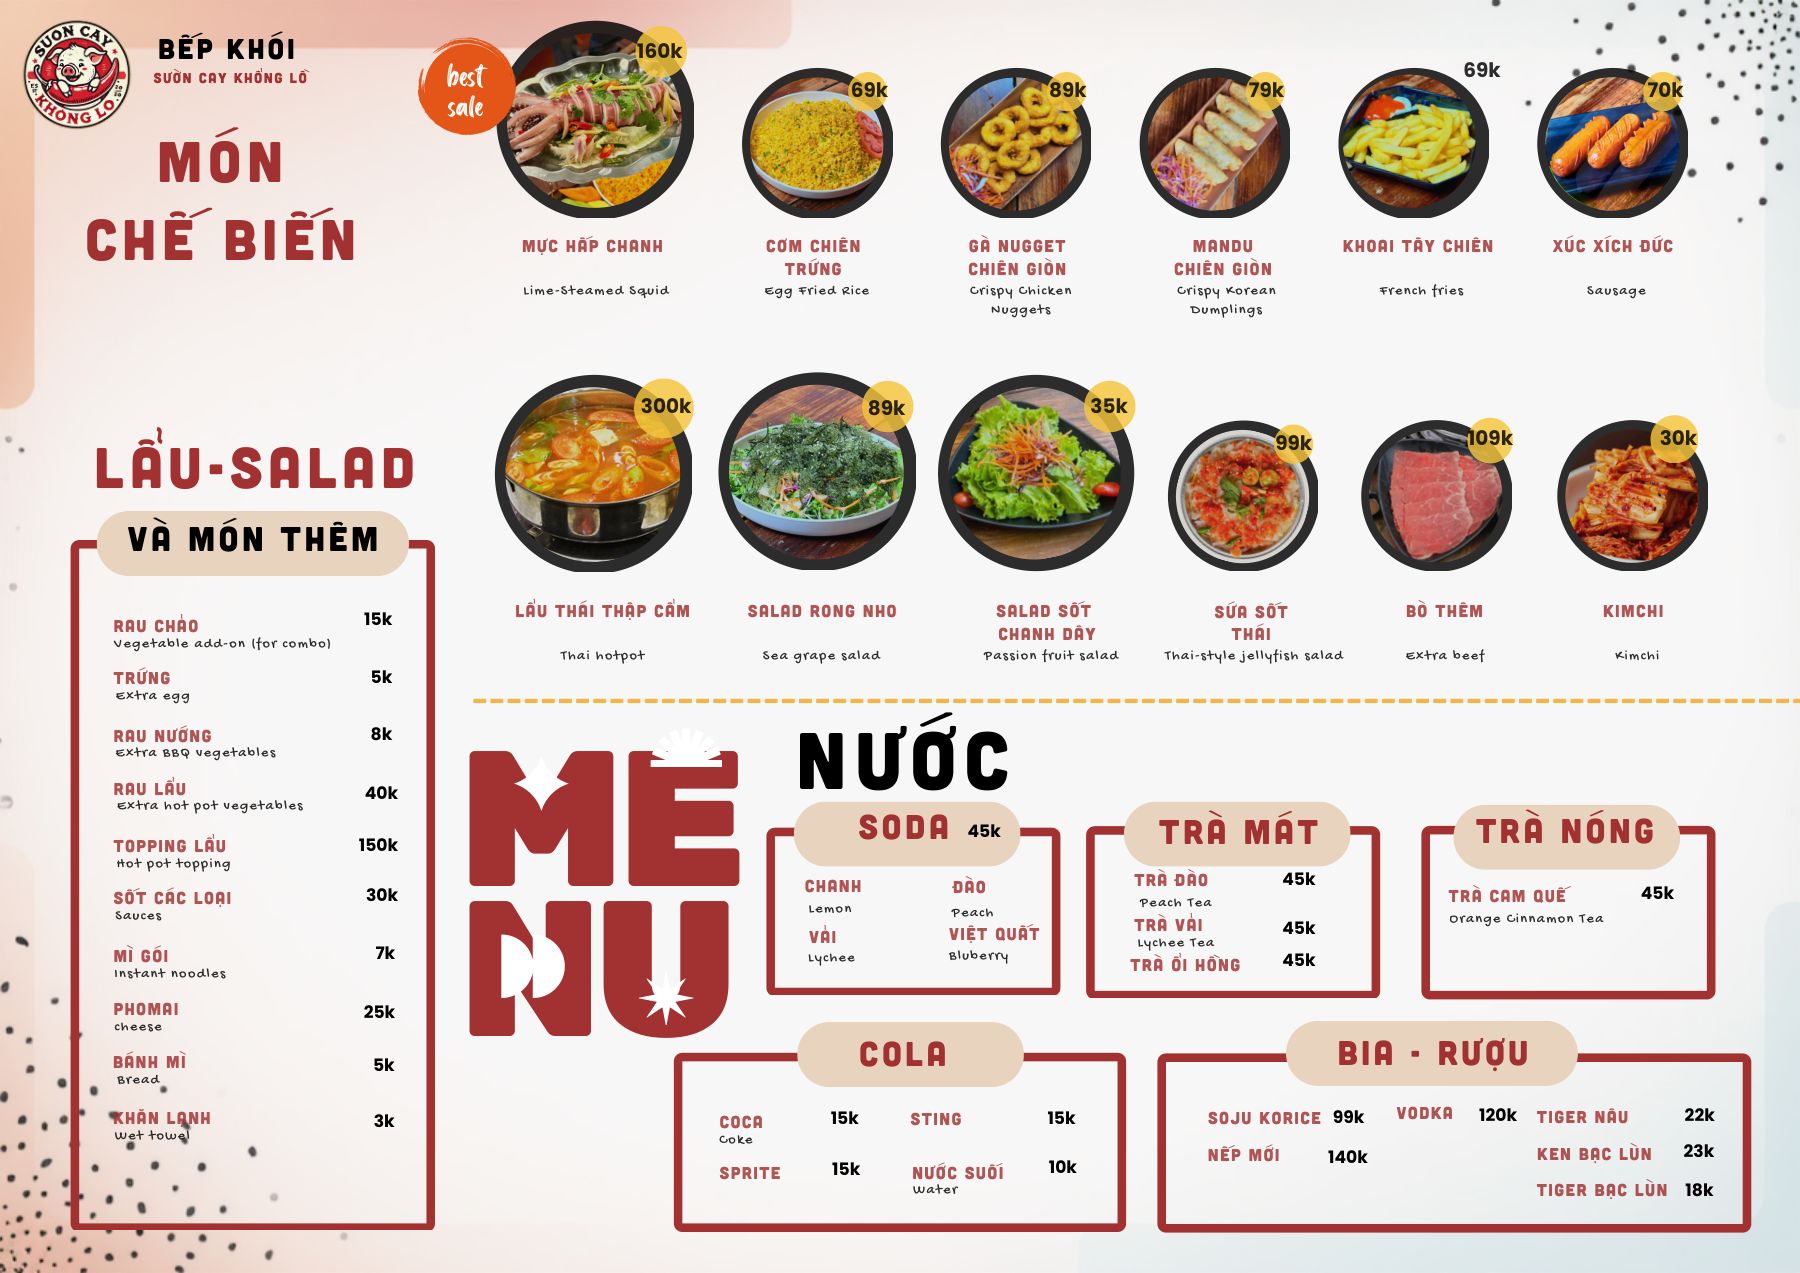 SUON CAY
KHONG LO
BẾP KHÓI
SƯỜN CAY KHỔNG LỒ
MÓN
CHẾ BIẾN
best
sale
160k
69k
89k
79k
69k
70k
MỰC HẤP CHANH
Lime-Steamed Squid
CƠM CHIÊN
TRỨNG
Egg Fried Rice
GÀ NUGGET
CHIÊN GIÒN
Crispy Chicken
Nuggets
MANDU
CHIÊN GIÒN
Crispy Korean
Dumplings
KHOAI TÂY CHIÊN
French fries
XÚC XÍCH ĐỨC
Sausage
300k
89k
35k
99k
109k
30k
LẨU THÁI THẬP CẨM
Thai hotpot
SALAD RONG NHO
Sea grape salad
SALAD SỐT
CHANH DÂY
Passion fruit salad
SỨA SỐT
THÁI
Thai-style jellyfish salad
BÒ THÊM
Extra beef
KIMCHI
Kimchi
LẨU-SALAD
VÀ MÓN THÊM
RAU CHẢO 15k
Vegetable add-on (for combo)
TRỨNG 5k
Extra egg
RAU NƯỚNG 8k
Extra BBQ vegetables
RAU LẨU 40k
Extra hot pot vegetables
TOPPING LẨU 150k
Hot pot topping
SỐT CÁC LOẠI 30k
Sauces
MÌ GÓI 7k
Instant noodles
PHOMAI 25k
cheese
BÁNH MÌ 5k
Bread
KHĂN LẠNH 3k
Wet towel
ME
NU
NƯỚC
SODA 45k
CHANH
Lemon
ĐÀO
Peach
VẢI
Lychee
VIỆT QUẤT
Bluberry
TRÀ MÁT
TRÀ ĐÀO 45k
Peach Tea
TRÀ VẢI 45k
Lychee Tea
TRÀ ỔI HỒNG 45k
TRÀ NÓNG
TRÀ CAM QUẾ 45k
Orange Cinnamon Tea
COLA
COCA 15k
Coke
STING 15k
SPRITE 15k
NƯỚC SUỐI 10k
Water
BIA - RƯỢU
SOJU KORICE 99k
NẾP MỚI 140k
VODKA 120k
TIGER NÂU 22k
KEN BẠC LÙN 23k
TIGER BẠC LÙN 18k